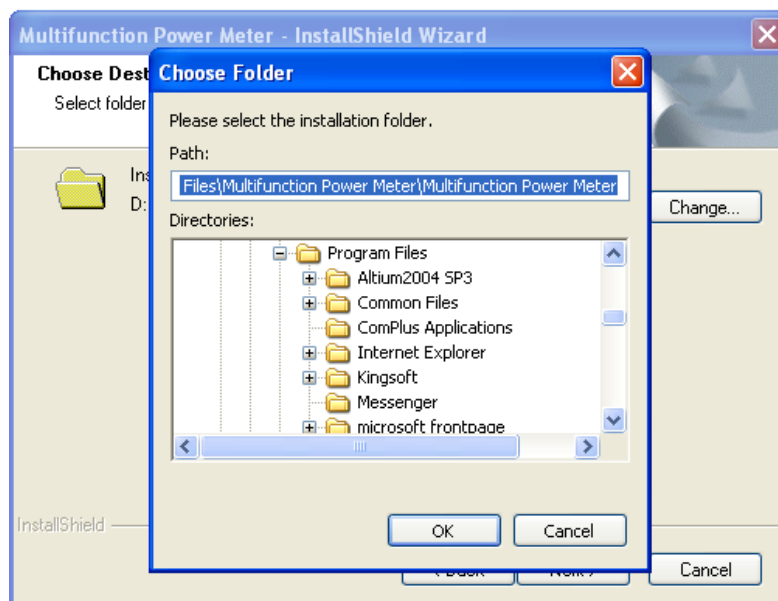 Multifunction Power Meter - InstallShield Wizard
Choose Dest
Select folder
Choose Folder
Please select the installation folder.
Path:
Files\Multifunction Power Meter\Multifunction Power Meter
Directories:
Program Files
Altium2004 SP3
Common Files
ComPlus Applications
Internet Explorer
Kingsoft
Messenger
microsoft frontpage
OK
Cancel
Ins
D:
Change...
InstallShield
Cancel